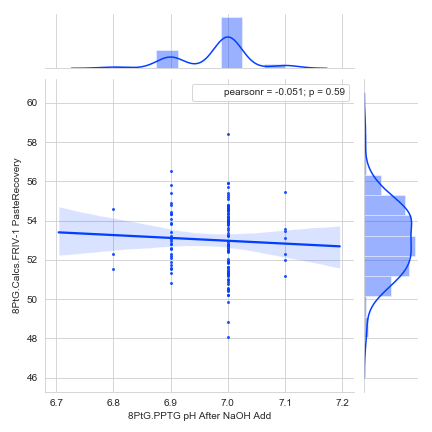 pearsonr = -0.051; p = 0.59
60
58
56
54
52
50
48
46
8PtG.Calcs.FRIV-1 PasteRecovery
6.7 6.8 6.9 7.0 7.1 7.2
8PtG.PPTG pH After NaOH Add